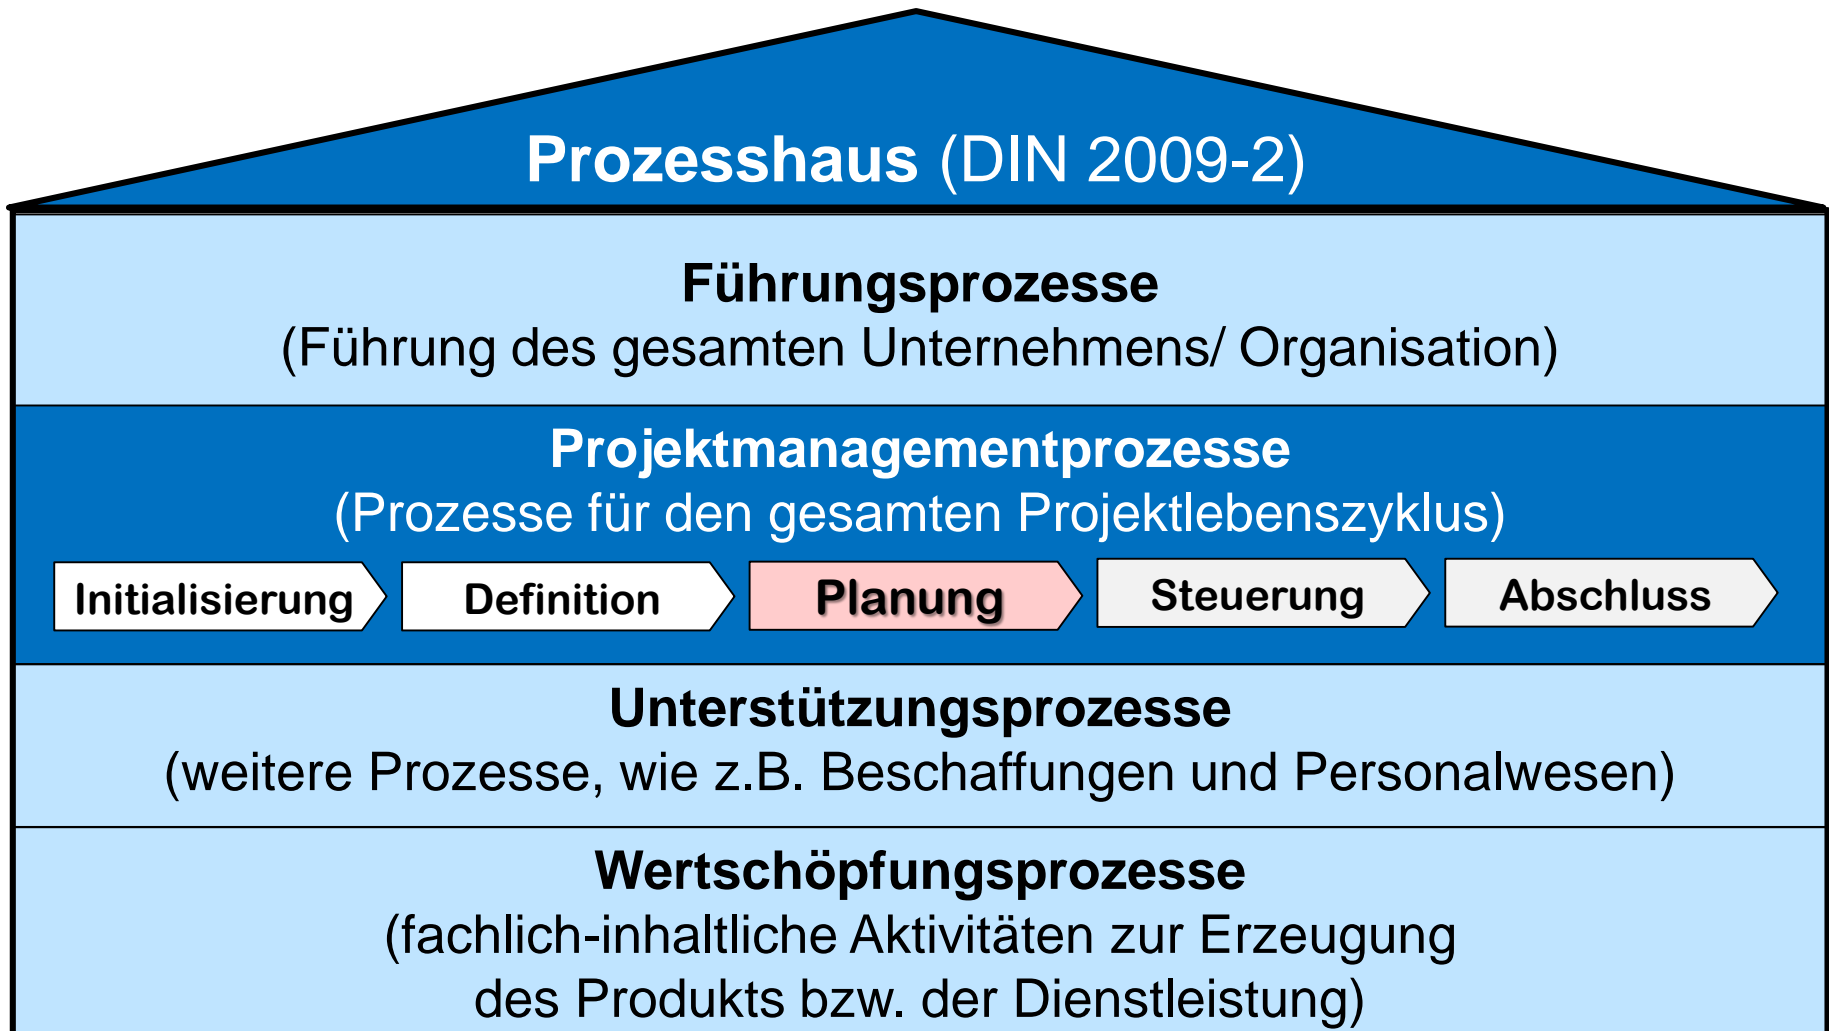 Prozesshaus (DIN 2009-2)
Führungsprozesse
(Führung des gesamten Unternehmens/ Organisation)
Projektmanagementprozesse
(Prozesse für den gesamten Projektlebenszyklus)
Initialisierung
Definition
Planung
Steuerung
Abschluss
Unterstützungsprozesse
(weitere Prozesse, wie z.B. Beschaffungen und Personalwesen)
Wertschöpfungsprozesse
(fachlich-inhaltliche Aktivitäten zur Erzeugung
des Produkts bzw. der Dienstleistung)